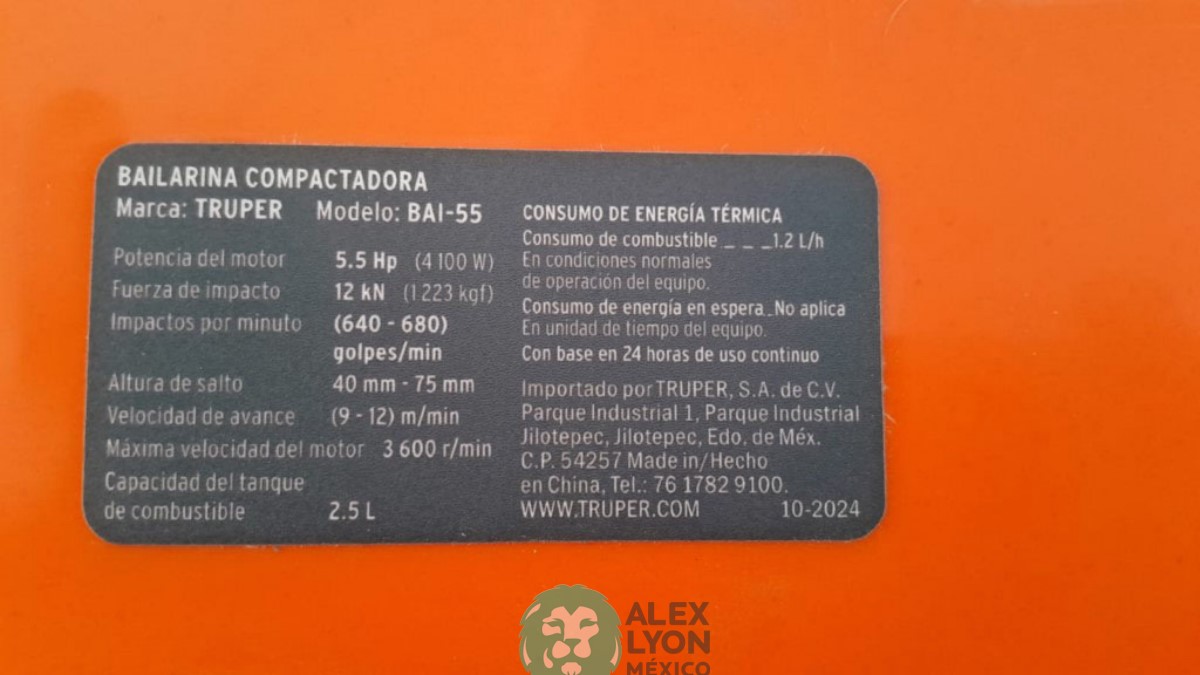 BAILARINA COMPACTADORA
Marca: TRUPER Modelo: BAI-55
Potencia del motor 5.5 Hp (4 100 W)
Fuerza de impacto 12 kN (1 223 kgf)
Impactos por minuto (640 - 680)
golpes/min
Altura de salto 40 mm - 75 mm
Velocidad de avance (9 - 12) m/min
Máxima velocidad del motor 3 600 r/min
Capacidad del tanque
de combustible 2.5 L
CONSUMO DE ENERGÍA TÉRMICA
Consumo de combustible _ _ _1.2 L/h
En condiciones normales
de operación del equipo.
Consumo de energía en espera_ No aplica
En unidad de tiempo del equipo.
Con base en 24 horas de uso continuo
Importado por TRUPER, S.A. de C.V.
Parque Industrial 1, Parque Industrial
Jilotepec, Jilotepec, Edo. de Méx.
C.P. 54257 Made in/Hecho
en China, Tel.: 76 1782 9100.
WWW.TRUPER.COM 10-2024
ALEX
LYON
MÉXICO